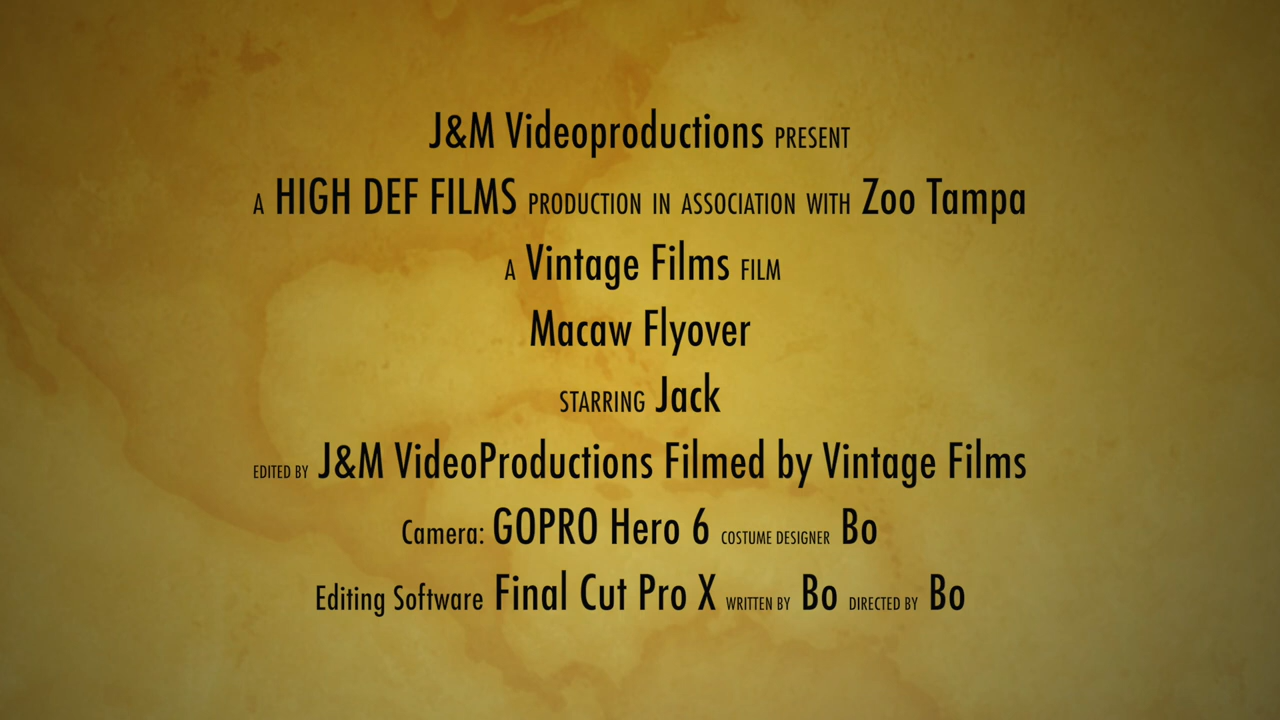 J&M Videoproductions PRESENT
A HIGH DEF FILMS PRODUCTION IN ASSOCIATION WITH Zoo Tampa
A Vintage Films FILM
Macaw Flyover
STARRING Jack
EDITED BY J&M VideoProductions Filmed by Vintage Films
Camera: GOPRO Hero 6 COSTUME DESIGNER Bo
Editing Software Final Cut Pro X WRITTEN BY Bo DIRECTED BY Bo